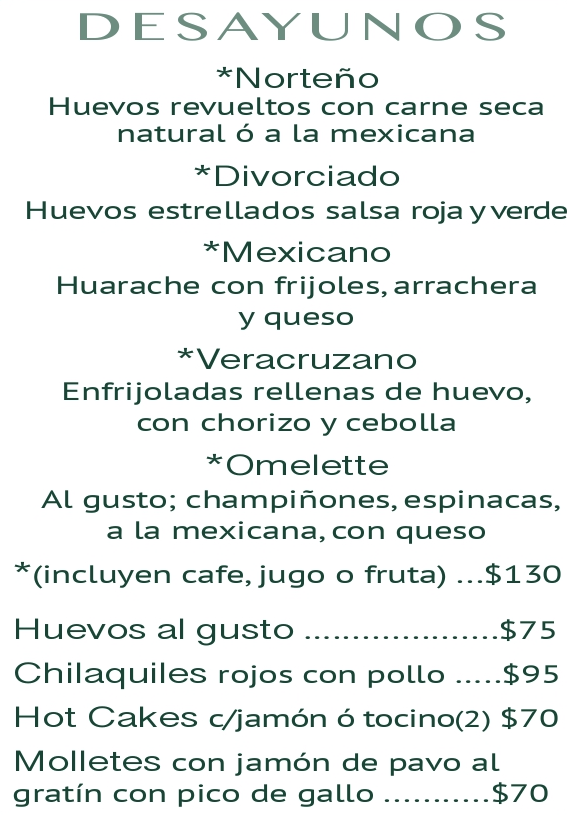 DESAYUNOS
*Norteño
Huevos revueltos con carne seca
natural ó a la mexicana
*Divorciado
Huevos estrellados salsa roja y verde
*Mexicano
Huarache con frijoles, arrachera
y queso
*Veracruzano
Enfrijoladas rellenas de huevo,
con chorizo y cebolla
*Omelette
Al gusto; champiñones, espinacas,
a la mexicana, con queso
*(incluyen cafe, jugo o fruta) ...$130
Huevos al gusto ....................$75
Chilaquiles rojos con pollo .....$95
Hot Cakes c/jamón ó tocino(2) $70
Molletes con jamón de pavo al
gratín con pico de gallo ...........$70